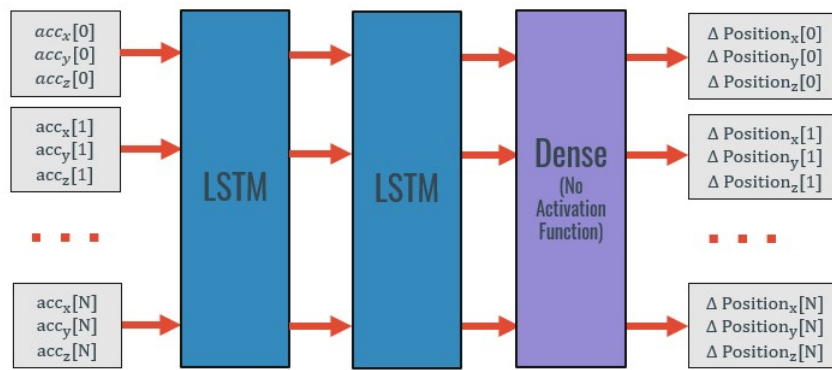 acc_x[0]
acc_y[0]
acc_z[0]
acc_x[1]
acc_y[1]
acc_z[1]
. . .
acc_x[N]
acc_y[N]
acc_z[N]
LSTM
LSTM
Dense
(No
Activation
Function)
Δ Position_x[0]
Δ Position_y[0]
Δ Position_z[0]
Δ Position_x[1]
Δ Position_y[1]
Δ Position_z[1]
. . .
Δ Position_x[N]
Δ Position_y[N]
Δ Position_z[N]